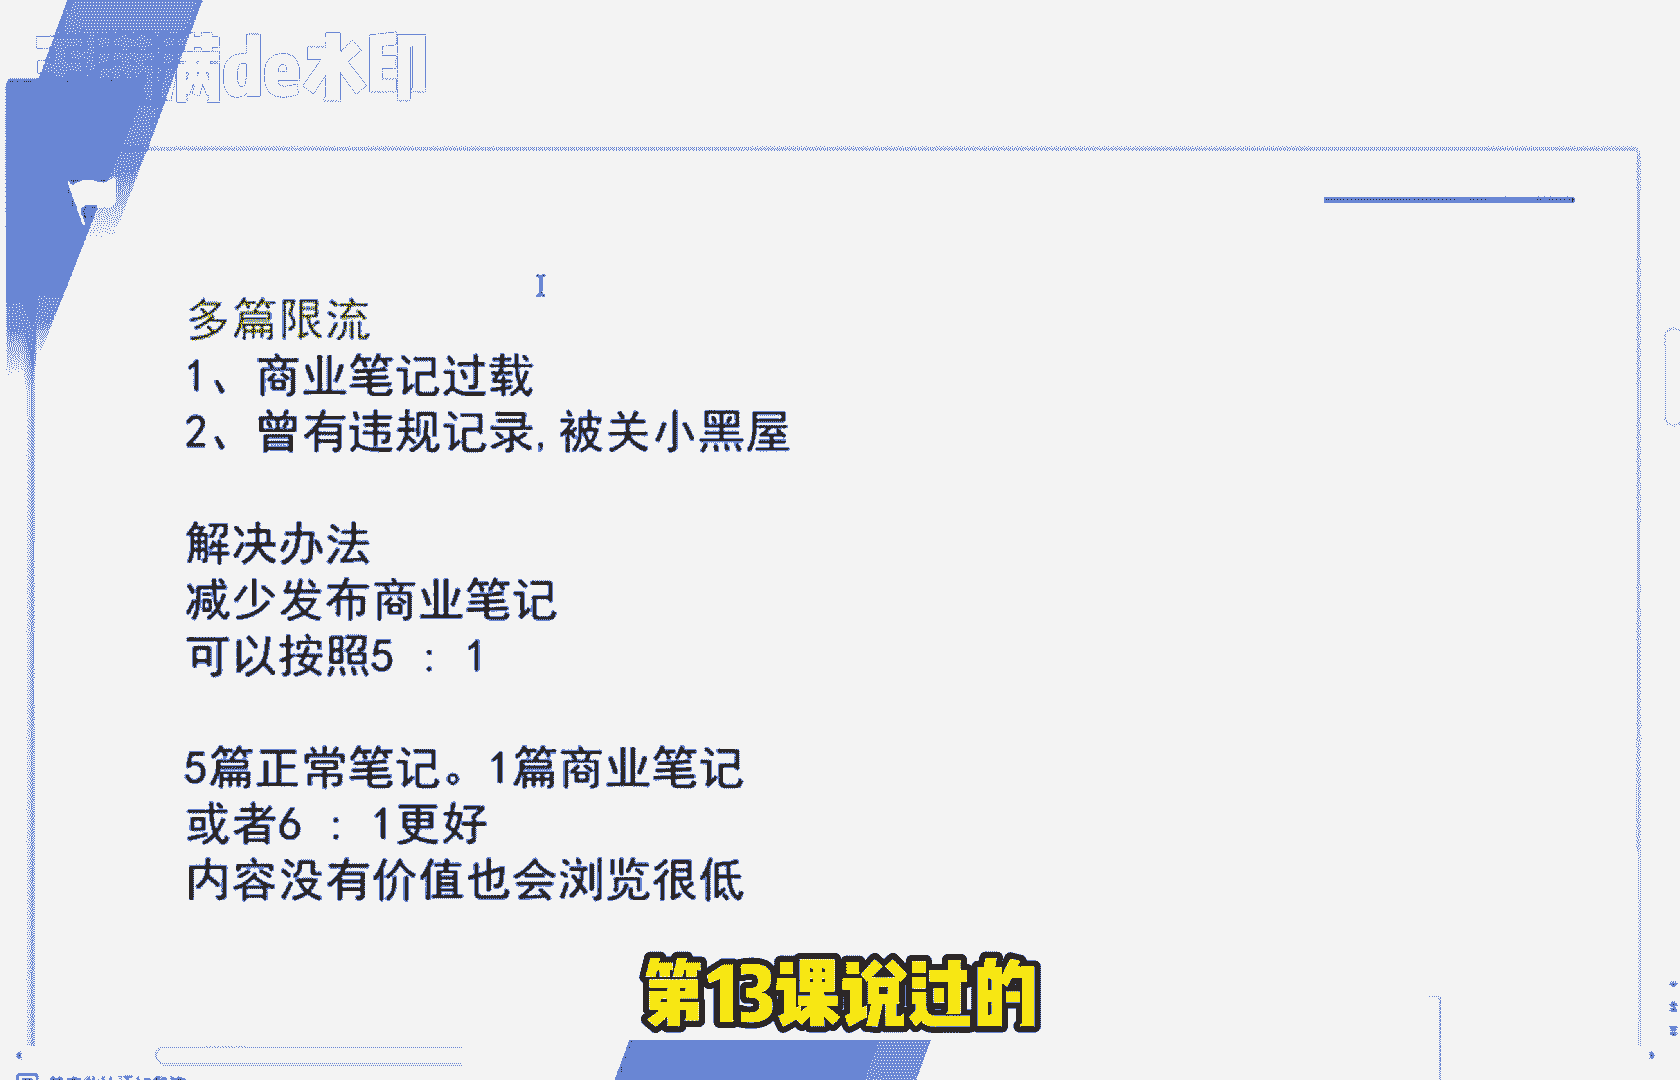 满de水印
多篇限流
1、商业笔记过载
2、曾有违规记录,被关小黑屋
解决办法
减少发布商业笔记
可以按照5 : 1
5篇正常笔记。1篇商业笔记
或者6 : 1更好
内容没有价值也会浏览很低
第13课说过的